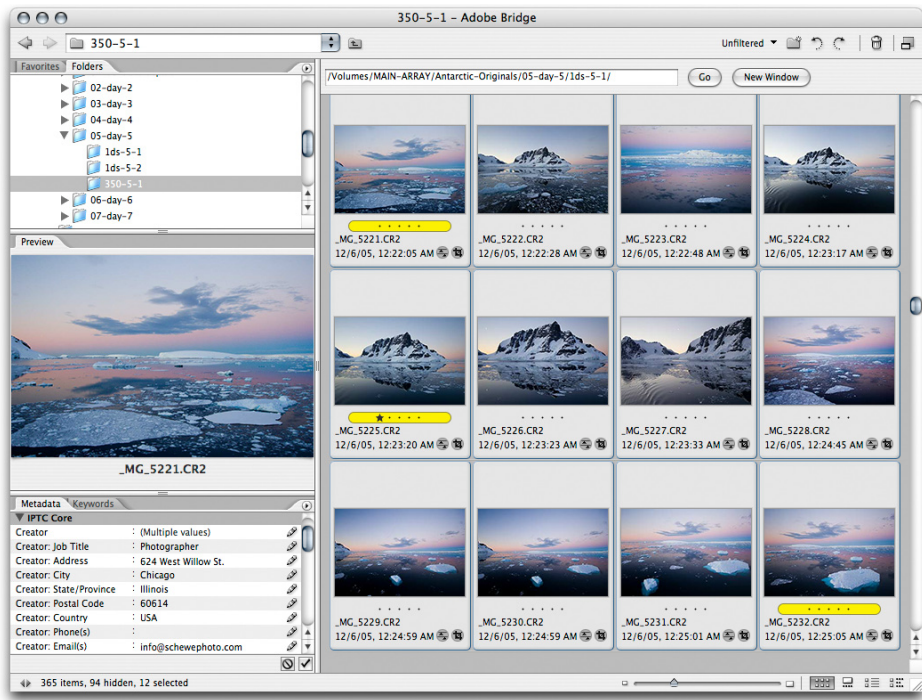 350-5-1 – Adobe Bridge
350-5-1
Unfiltered
Favorites Folders
02-day-2
03-day-3
04-day-4
05-day-5
1ds-5-1
1ds-5-2
350-5-1
06-day-6
07-day-7
Preview
_MG_5221.CR2
Metadata Keywords
IPTC Core
Creator : (Multiple values)
Creator: Job Title : Photographer
Creator: Address : 624 West Willow St.
Creator: City : Chicago
Creator: State/Province : Illinois
Creator: Postal Code : 60614
Creator: Country : USA
Creator: Phone(s) :
Creator: Email(s) : info@schewephoto.com
/Volumes/MAIN-ARRAY/Antarctic-Originals/05-day-5/1ds-5-1/ Go New Window
_MG_5221.CR2 _MG_5222.CR2 _MG_5223.CR2 _MG_5224.CR2
12/6/05, 12:22:05 AM 12/6/05, 12:22:28 AM 12/6/05, 12:22:48 AM 12/6/05, 12:23:17 AM
_MG_5225.CR2 _MG_5226.CR2 _MG_5227.CR2 _MG_5228.CR2
12/6/05, 12:23:20 AM 12/6/05, 12:23:23 AM 12/6/05, 12:23:33 AM 12/6/05, 12:24:45 AM
_MG_5229.CR2 _MG_5230.CR2 _MG_5231.CR2 _MG_5232.CR2
12/6/05, 12:24:59 AM 12/6/05, 12:24:59 AM 12/6/05, 12:25:01 AM 12/6/05, 12:25:05 AM
365 items, 94 hidden, 12 selected